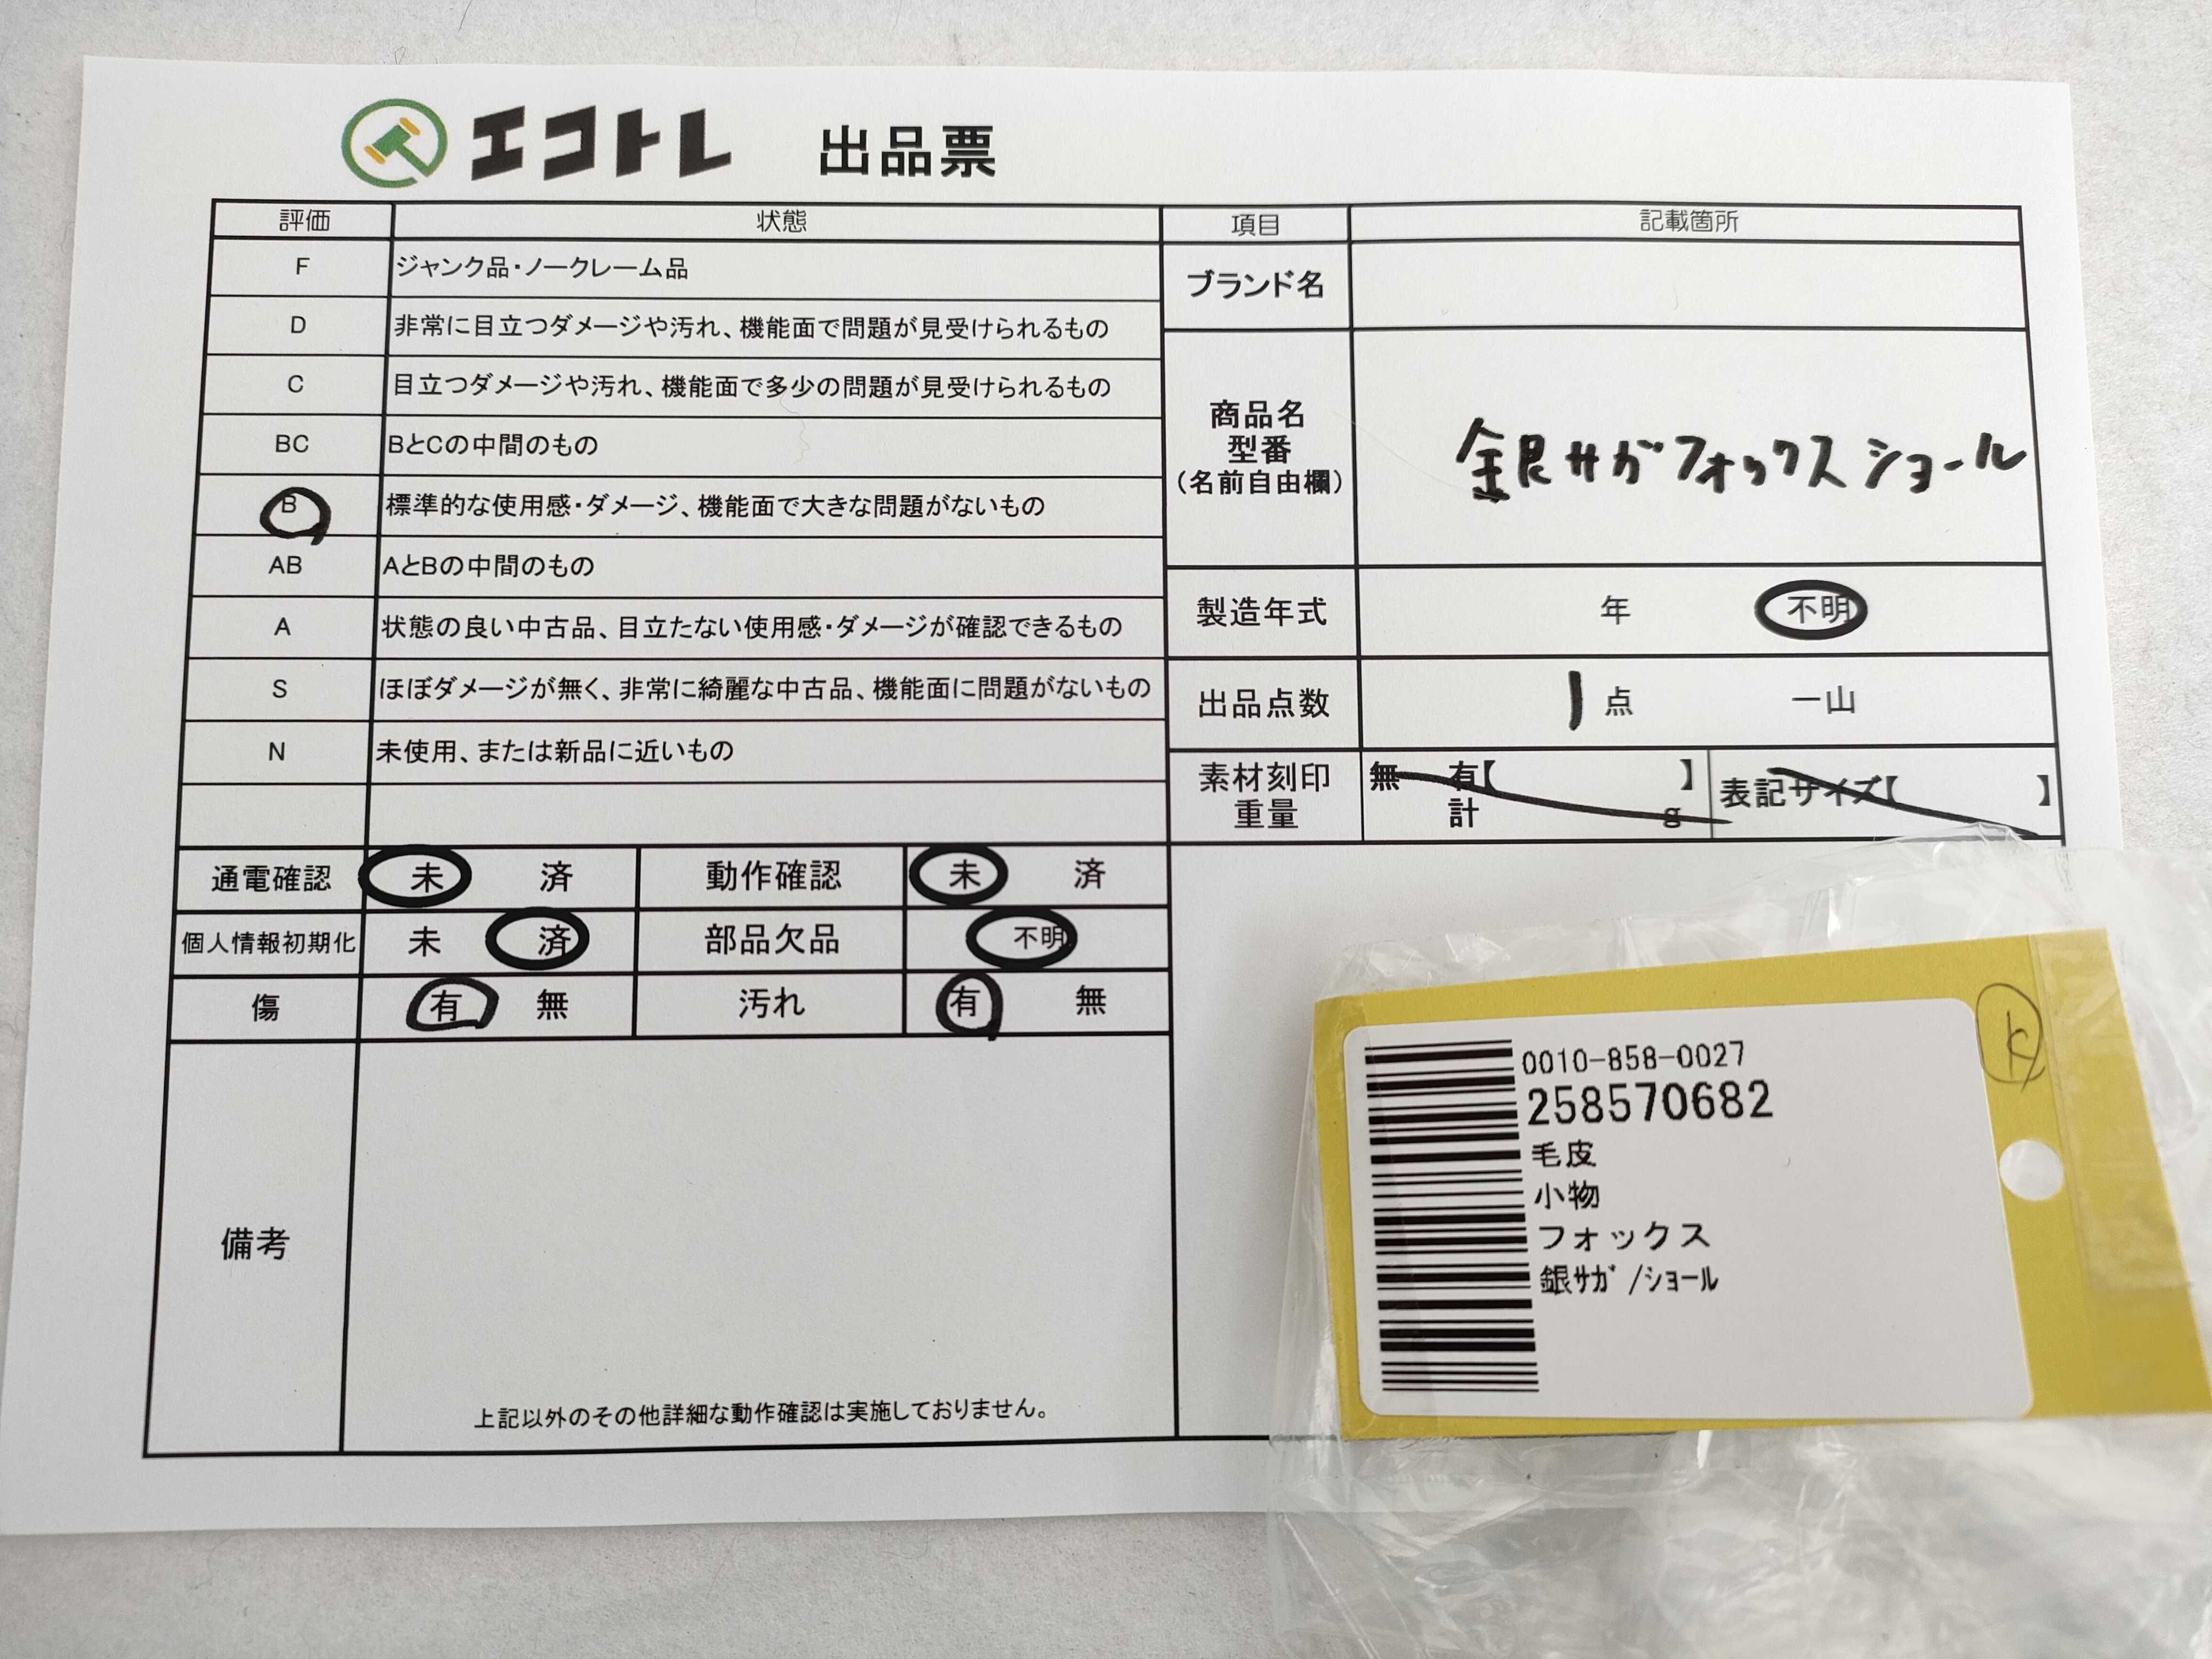 エコトレ 出品票
評価 状態
F ジャンク品・ノークレーム品
D 非常に目立つダメージや汚れ、機能面で問題が見受けられるもの
C 目立つダメージや汚れ、機能面で多少の問題が見受けられるもの
BC BとCの中間のもの
B 標準的な使用感・ダメージ、機能面で大きな問題がないもの
AB AとBの中間のもの
A 状態の良い中古品、目立たない使用感・ダメージが確認できるもの
S ほぼダメージが無く、非常に綺麗な中古品、機能面に問題がないもの
N 未使用、または新品に近いもの
項目 記載箇所
ブランド名
商品名
型番
(名前自由欄)
銀サガフォックスショール
製造年式 年 不明
出品点数 1点 一山
素材刻印 無 有【 】 表記サイズ【 】
重量 計 g
通電確認 未 済 動作確認 未 済
個人情報初期化 未 済 部品欠品 不明
傷 有 無 汚れ 有 無
備考
上記以外のその他詳細な動作確認は実施しておりません。
0010-858-0027
258570682
毛皮
小物
フォックス
銀サガ/ショール